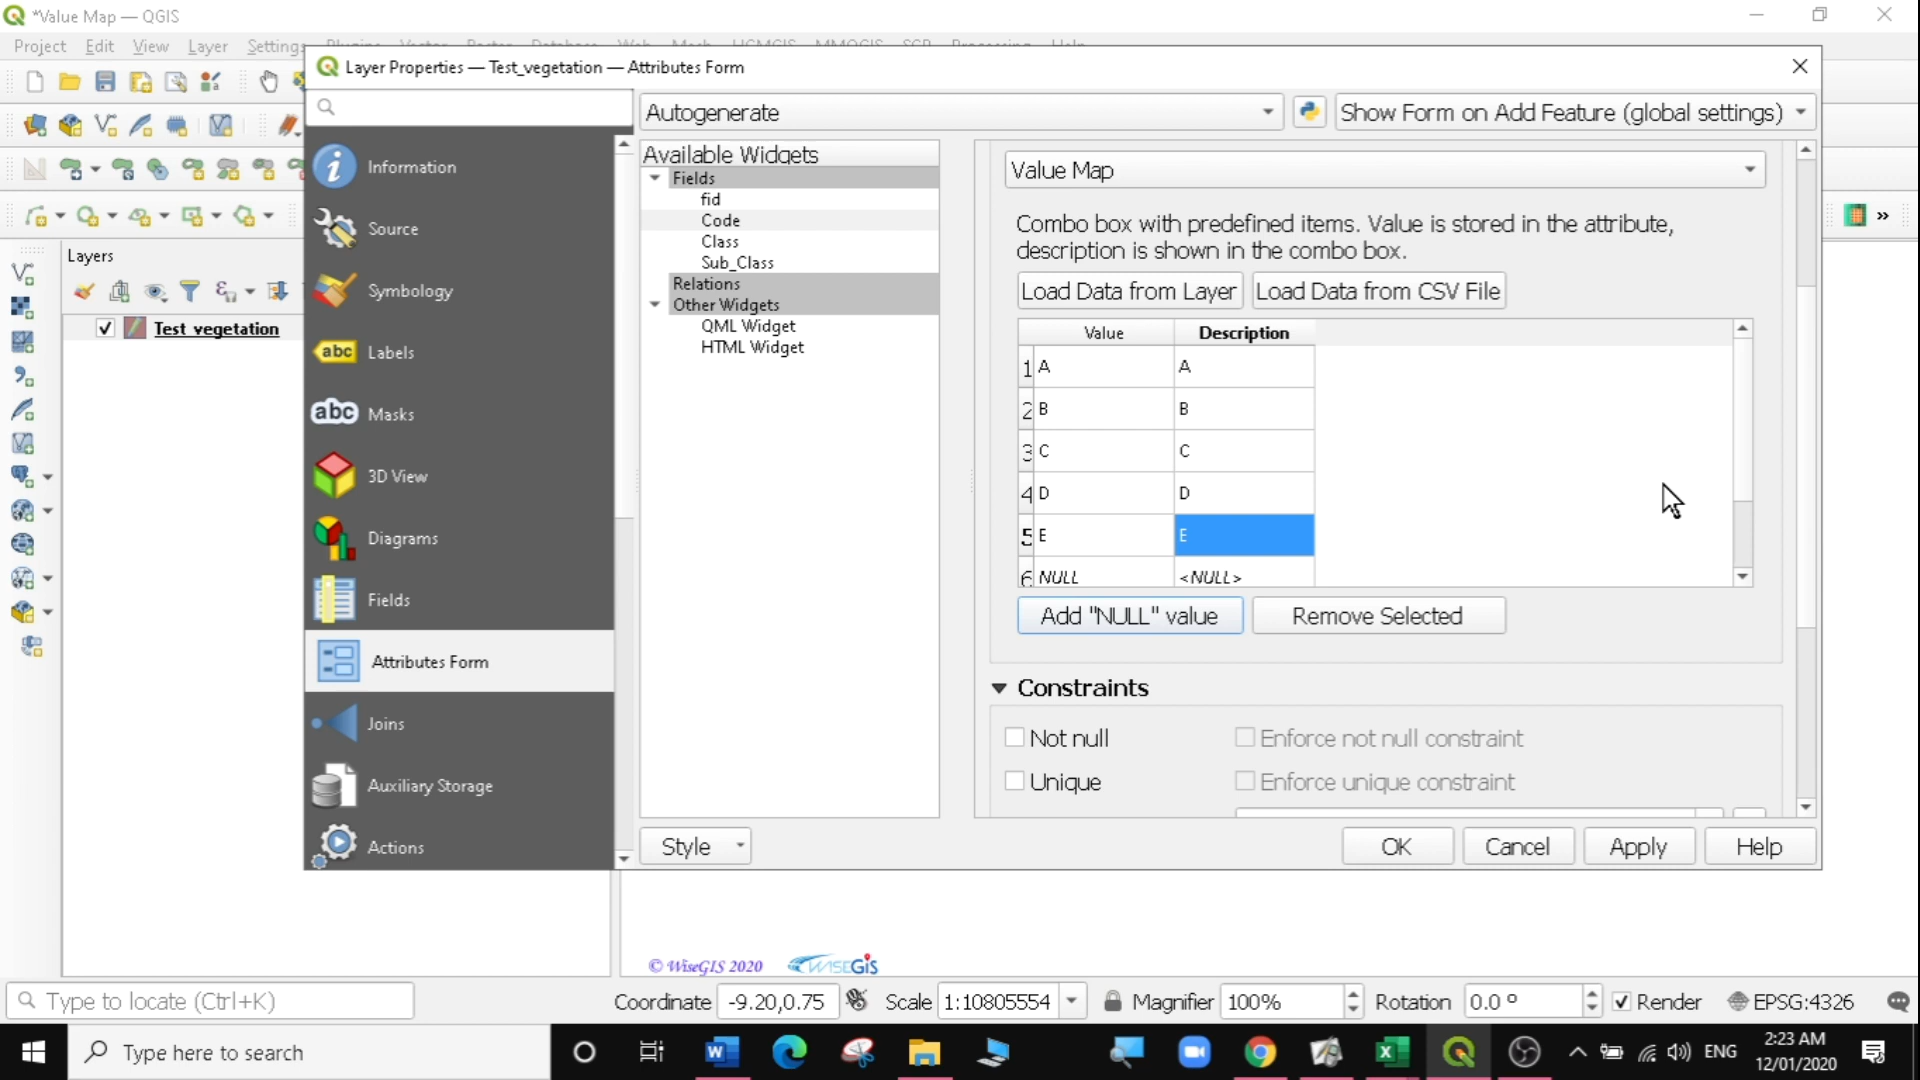 *Value Map — QGIS
Project Edit View Layer Settings
Layer Properties — Test_vegetation — Attributes Form
Autogenerate
Show Form on Add Feature (global settings)
Information
Source
Symbology
abc Labels
abc Masks
3D View
Diagrams
Fields
Attributes Form
Joins
Auxiliary Storage
Actions
Layers
Test_vegetation
Available Widgets
Fields
fid
Code
Class
Sub_Class
Relations
Other Widgets
QML Widget
HTML Widget
Value Map
Combo box with predefined items. Value is stored in the attribute,
description is shown in the combo box.
Load Data from Layer Load Data from CSV File
Value Description
1 A A
2 B B
3 C C
4 D D
5 E E
6 NULL <NULL>
Add "NULL" value Remove Selected
Constraints
Not null Enforce not null constraint
Unique Enforce unique constraint
Style OK Cancel Apply Help
© WiseGIS 2020 WISEGIS
Type to locate (Ctrl+K) Coordinate -9.20,0.75 Scale 1:10805554 Magnifier 100% Rotation 0.0 ° Render EPSG:4326
Type here to search
ENG
2:23 AM
12/01/2020